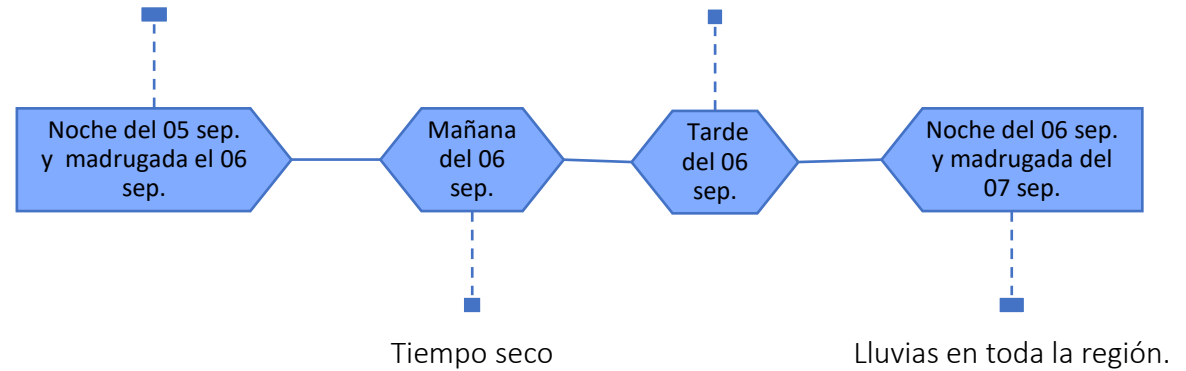 Noche del 05 sep.
y madrugada el 06
sep.
Mañana
del 06
sep.
Tarde
del 06
sep.
Noche del 06 sep.
y madrugada del
07 sep.
Tiempo seco
Lluvias en toda la región.